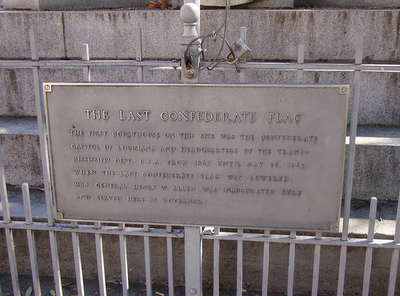 THE LAST CONFEDERATE FLAG
THE FIRST COURTHOUSE ON THIS SITE WAS THE CONFEDERATE
CAPITOL OF LOUISIANA AND HEADQUARTERS OF THE TRANS-
MISSISSIPPI DEPT. C.S.A. FROM 1863 UNTIL MAY 26, 1865,
WHEN THE LAST CONFEDERATE FLAG WAS LOWERED.
GENERAL HENRY W. ALLEN WAS INAUGURATED HERE
AND SERVED HERE AS GOVERNOR.